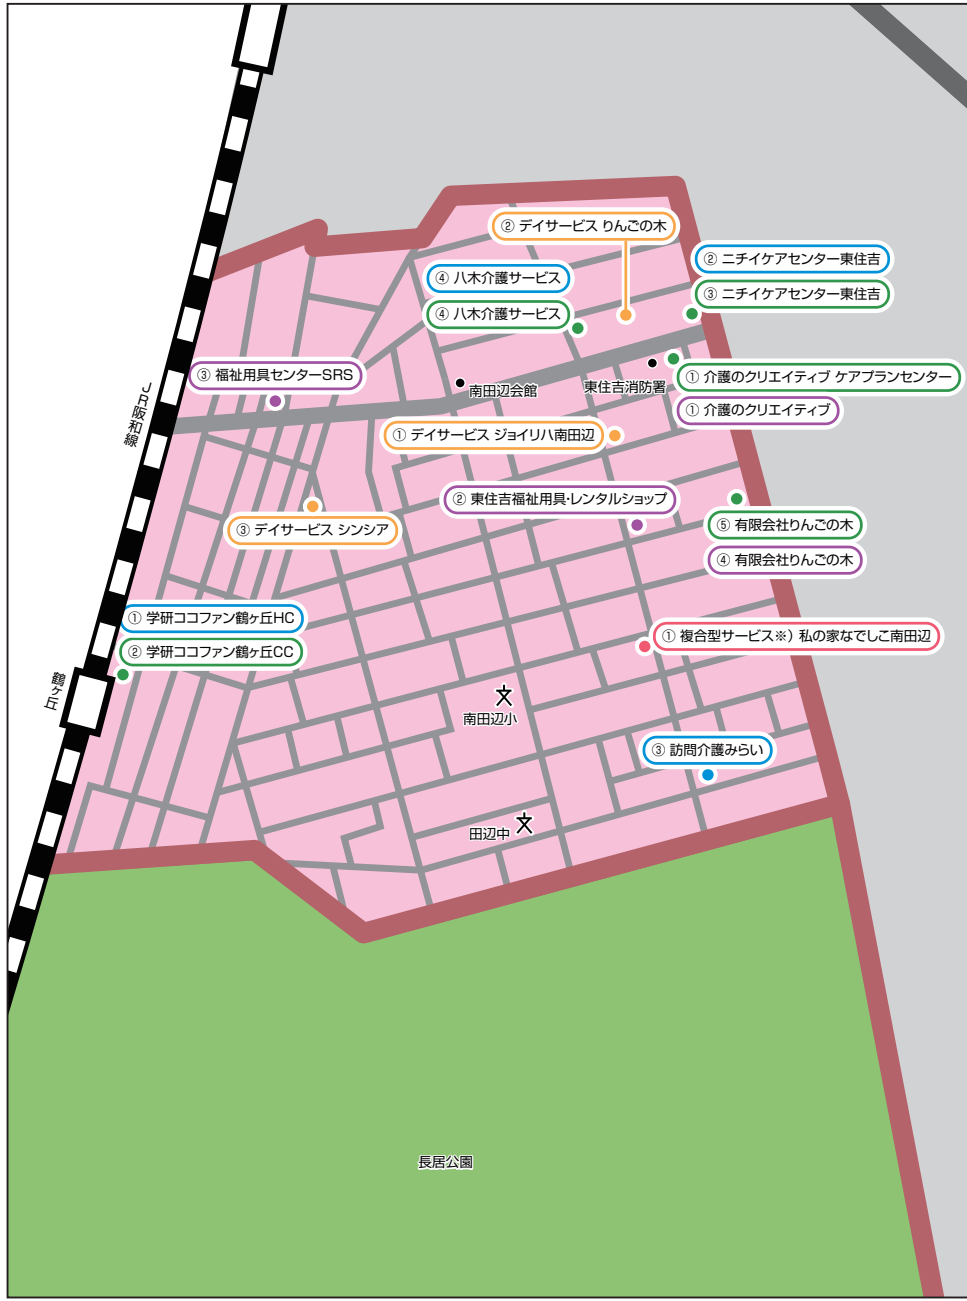 ② デイサービス りんごの木
② ニチイケアセンター東住吉
④ 八木介護サービス
③ ニチイケアセンター東住吉
④ 八木介護サービス
③ 福祉用具センターSRS
南田辺会館
東住吉消防署
① 介護のクリエイティブ ケアプランセンター
① 介護のクリエイティブ
JR阪和線
① デイサービス ジョイリハ南田辺
② 東住吉福祉用具・レンタルショップ
③ デイサービス シンシア
⑤ 有限会社りんごの木
④ 有限会社りんごの木
① 学研ココファン鶴ヶ丘HC
② 学研ココファン鶴ヶ丘CC
① 複合型サービス※) 私の家なでしこ南田辺
鶴ヶ丘
南田辺小
③ 訪問介護みらい
田辺中
長居公園